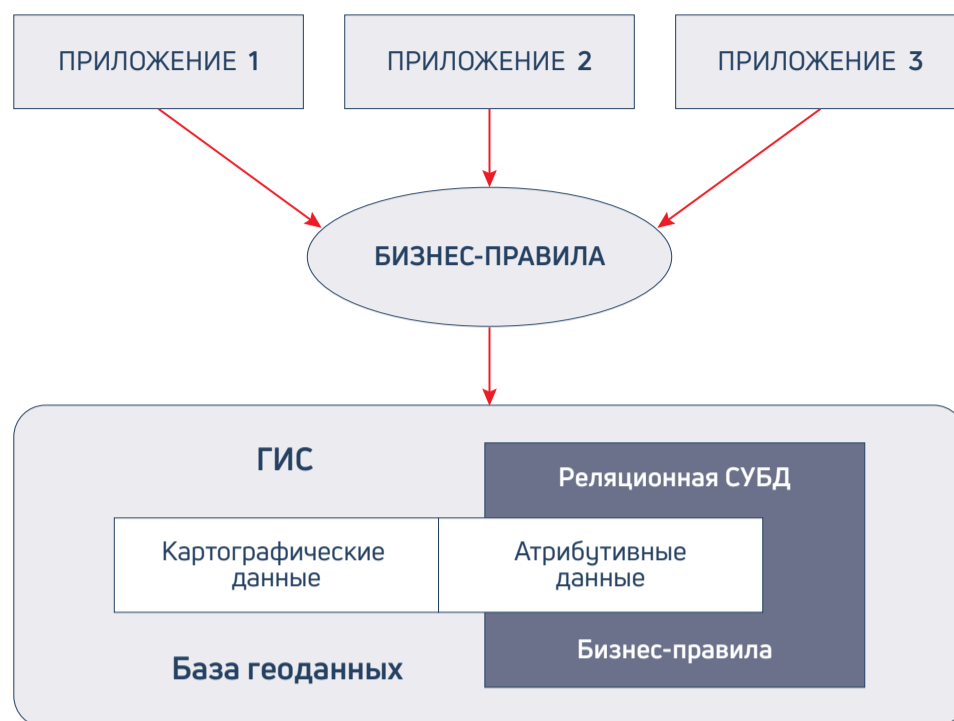 ПРИЛОЖЕНИЕ 1
ПРИЛОЖЕНИЕ 2
ПРИЛОЖЕНИЕ 3
БИЗНЕС-ПРАВИЛА
ГИС
Реляционная СУБД
Картографические
данные
Атрибутивные
данные
Бизнес-правила
База геоданных